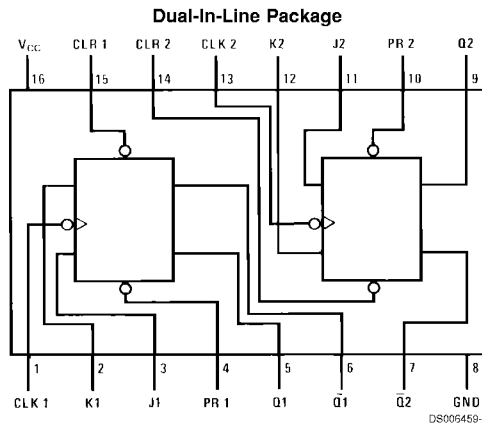 Dual-In-Line Package
VCC CLR 1 CLR 2 CLK 2 K2 J2 PR 2 Q2
16 15 14 13 12 11 10 9
1 2 3 4 5 6 7 8
CLK 1 K1 J1 PR 1 Q1 Q̄1 Q̄2 GND
DS006459-